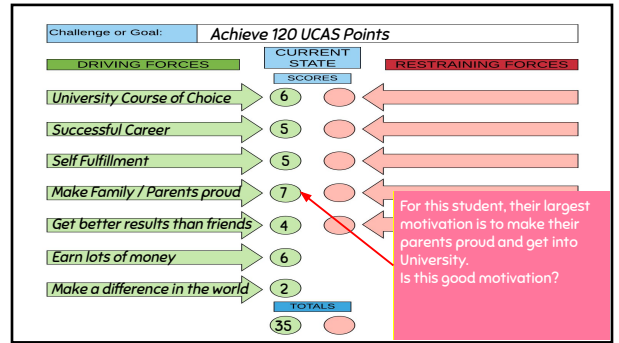 Challenge or Goal: Achieve 120 UCAS Points
CURRENT
STATE
DRIVING FORCES
RESTRAINING FORCES
SCORES
University Course of Choice 6
Successful Career 5
Self Fulfillment 5
Make Family / Parents proud 7
Get better results than friends 4
Earn lots of money 6
Make a difference in the world 2
TOTALS
35
For this student, their largest
motivation is to make their
parents proud and get into
University.
Is this good motivation?